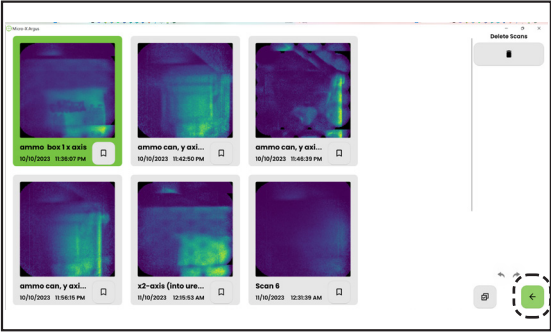 Move-X Argus
Delete Scans
ammo box 1 x axis
10/10/2023 11:36:07 PM
ammo can, y axi...
10/10/2023 11:42:50 PM
ammo can, y axi...
10/10/2023 11:46:39 PM
ammo can, y axi...
10/10/2023 11:56:15 PM
x2-axis (into ure...
11/10/2023 12:15:53 AM
Scan 6
11/10/2023 12:31:39 AM